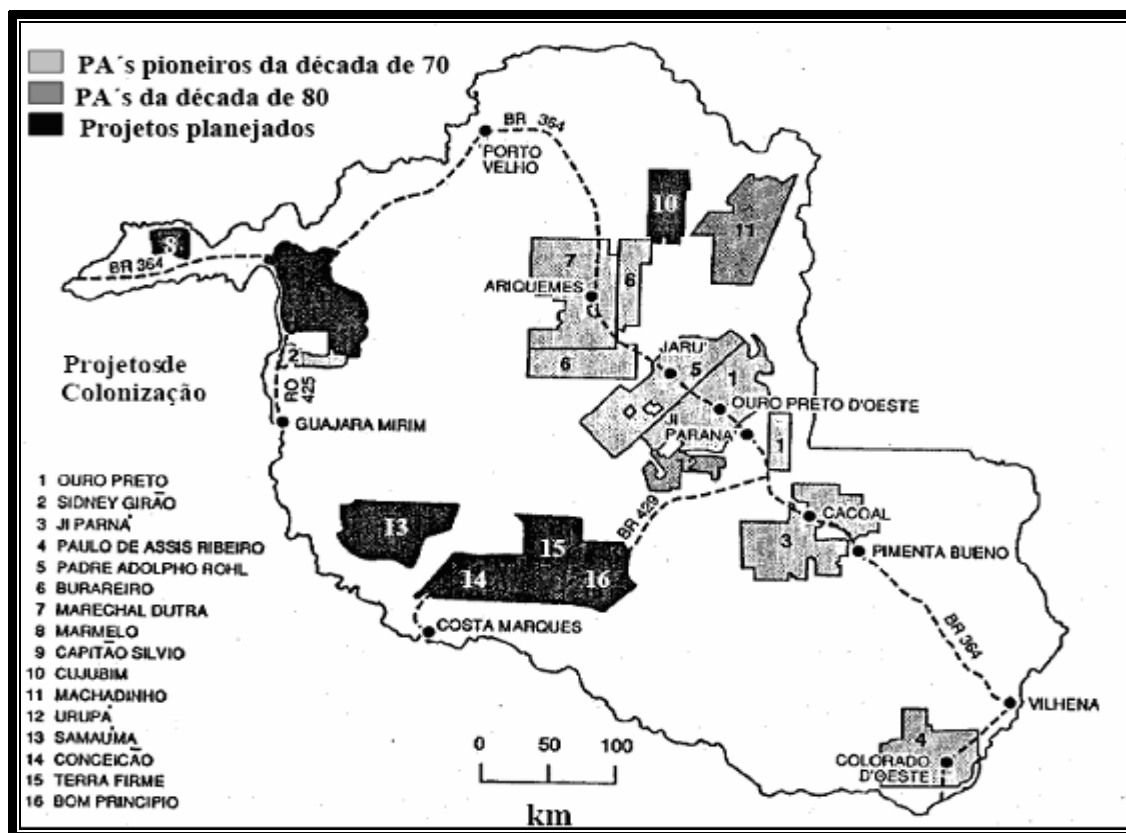 PA´s pioneiros da década de 70
PA´s da década de 80
Projetos planejados
BR 364
PORTO
VELHO
10
11
8
BR 364
7
6
ARIQUEMES
6
2
RO
425
Projetosde
Colonização
JARU
5
1
OURO PRETO D'OESTE
JI
PARANA
1
GUAJARA MIRIM
12
BR 429
CACOAL
3
PIMENTA BUENO
13
15
14
16
COSTA MARQUES
BR 364
VILHENA
4
COLORADO
D'OESTE
1 OURO PRETO
2 SIDNEY GIRÃO
3 JI PARNÁ
4 PAULO DE ASSIS RIBEIRO
5 PADRE ADOLPHO ROHL
6 BURAREIRO
7 MARECHAL DUTRA
8 MARMELO
9 CAPITÃO SILVIO
10 CUJUBIM
11 MACHADINHO
12 URUPÁ
13 SAMAUMA
14 CONCEICÃO
15 TERRA FIRME
16 BOM PRINCIPIO
0 50 100
km